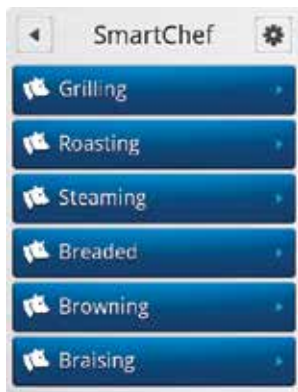 SmartChef
Grilling
Roasting
Steaming
Breaded
Browning
Braising